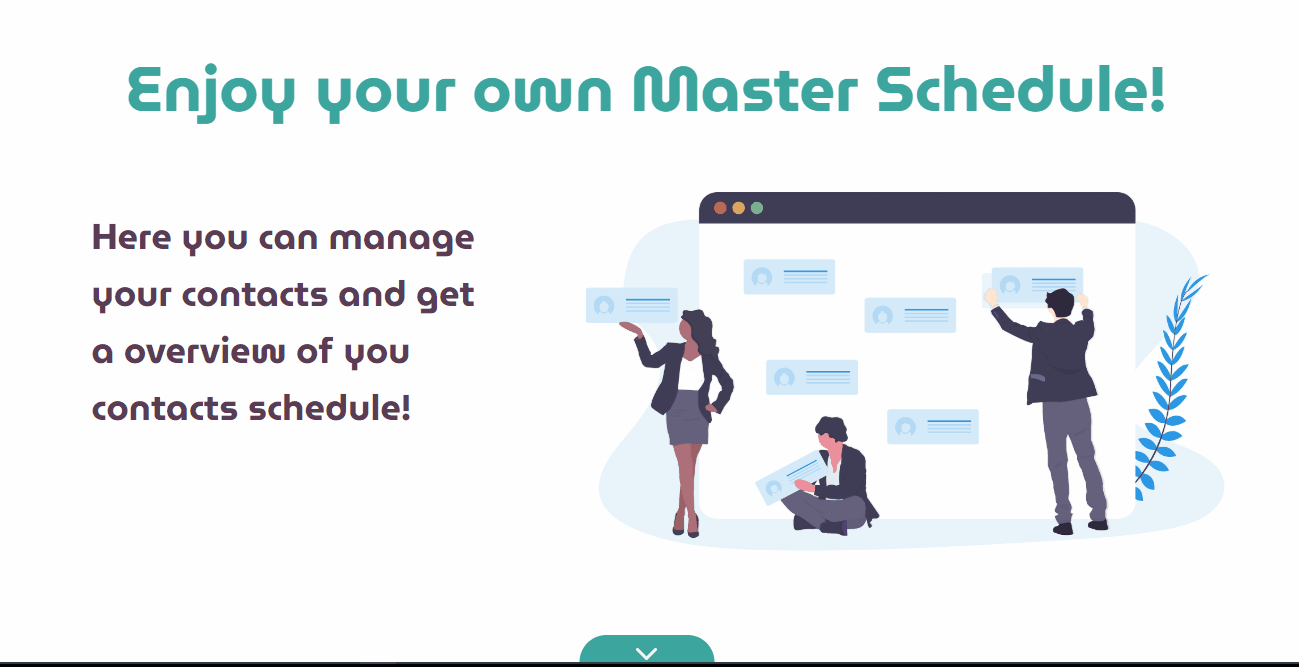 Enjoy your own Master Schedule!
Here you can manage
your contacts and get
a overview of you
contacts schedule!